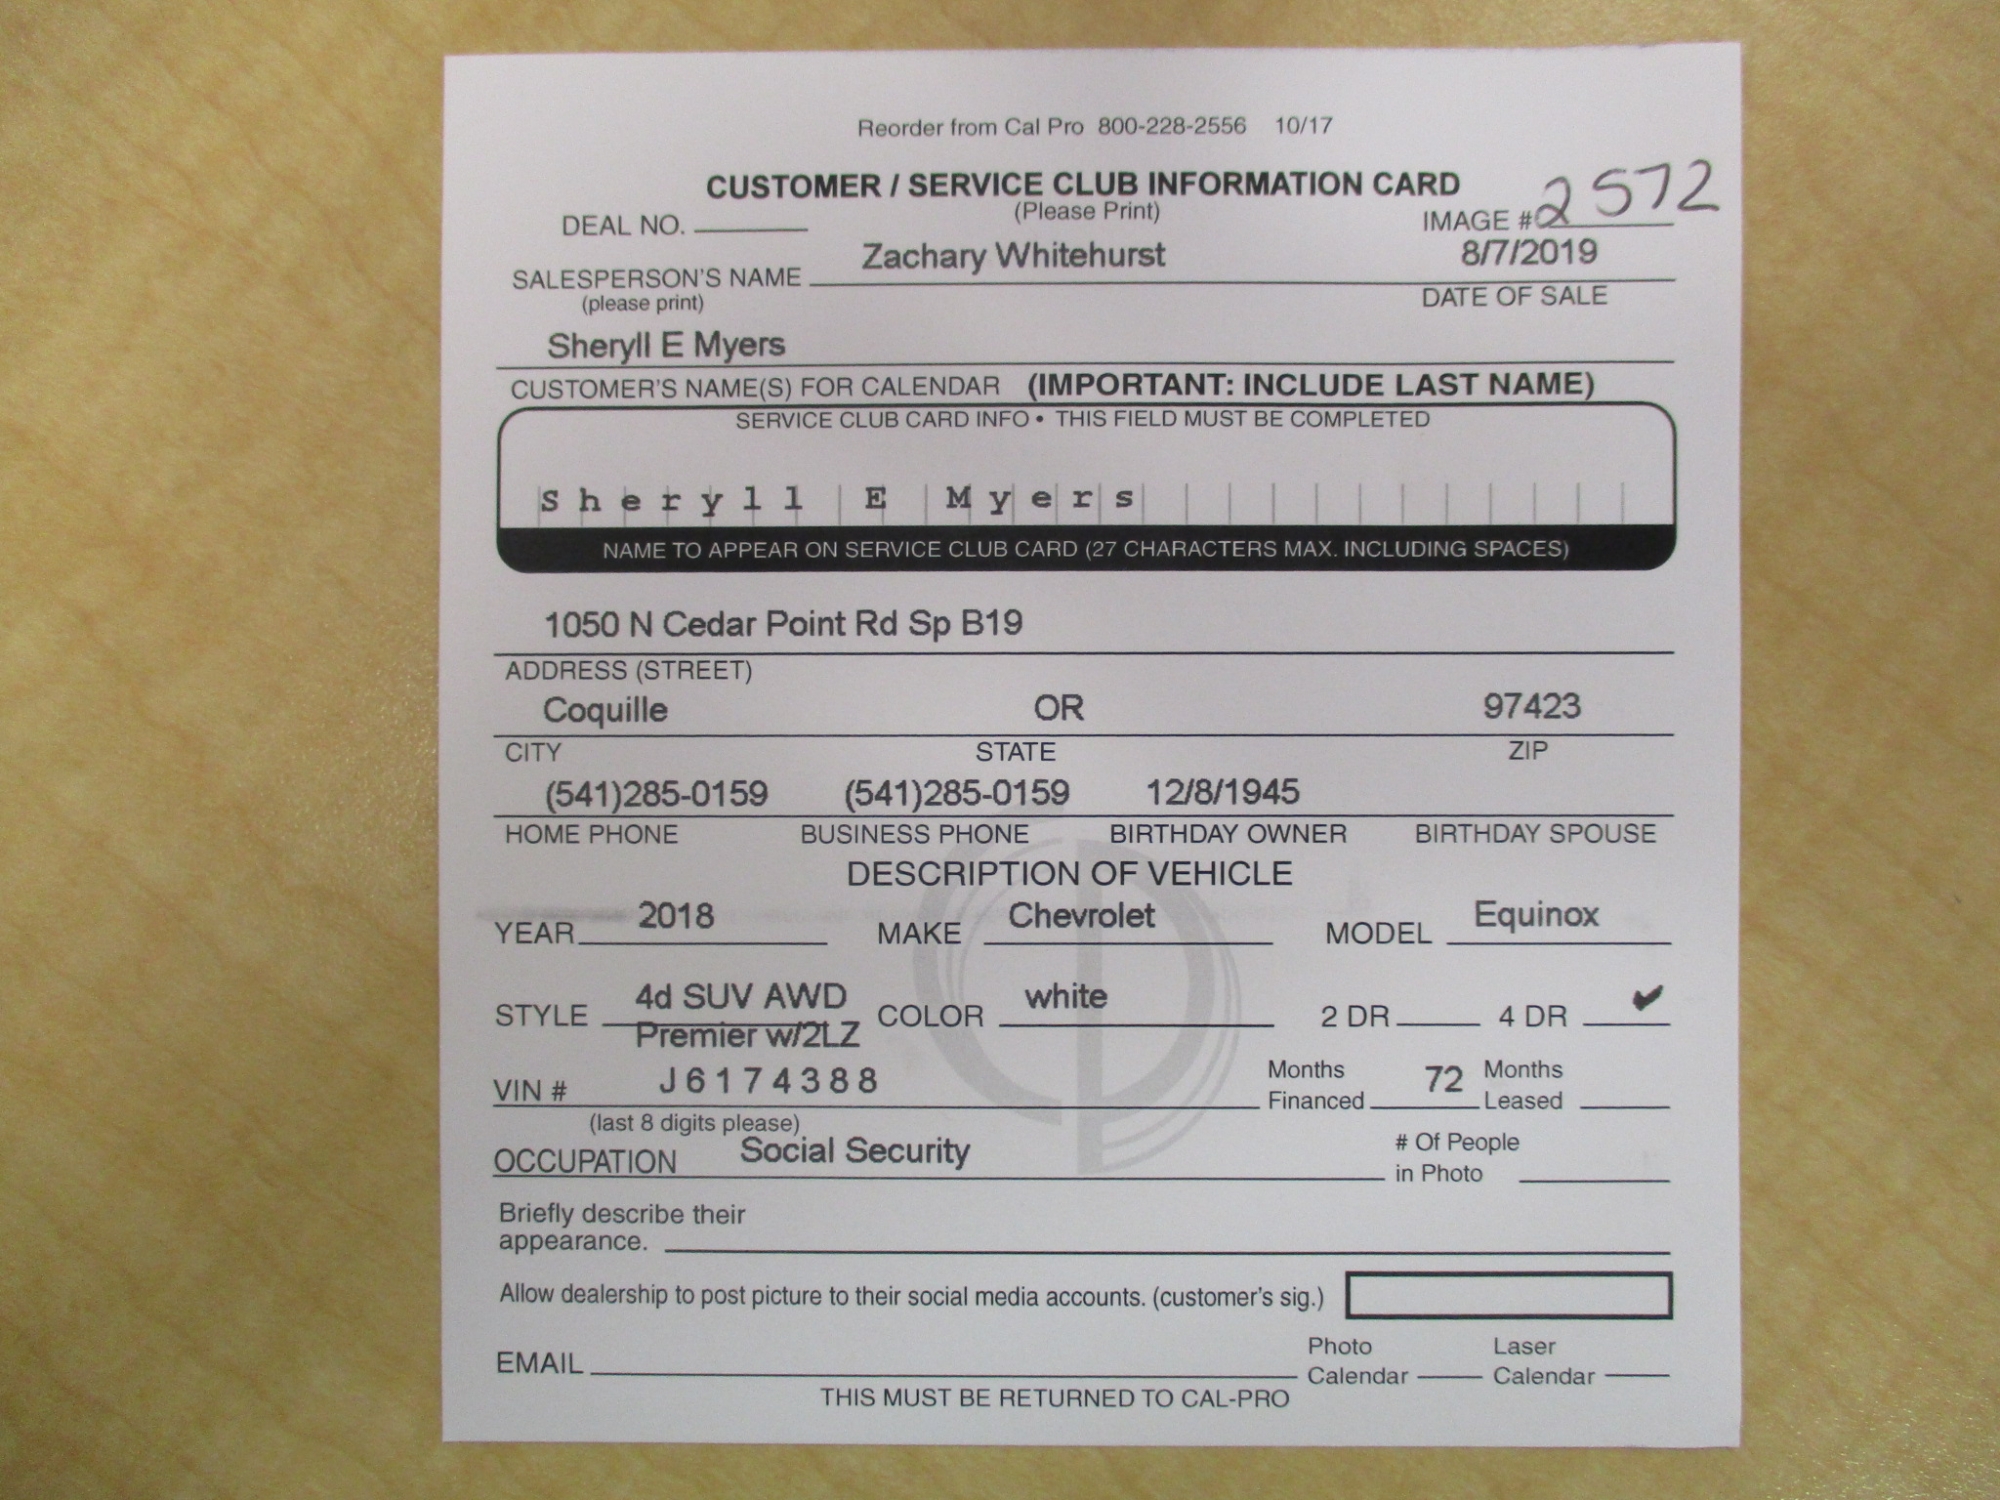 Reorder from Cal Pro 800-228-2556 10/17
CUSTOMER / SERVICE CLUB INFORMATION CARD
(Please Print)
DEAL NO. IMAGE # 2572
Zachary Whitehurst 8/7/2019
SALESPERSON'S NAME
(please print) DATE OF SALE
Sheryll E Myers
CUSTOMER'S NAME(S) FOR CALENDAR (IMPORTANT: INCLUDE LAST NAME)
SERVICE CLUB CARD INFO • THIS FIELD MUST BE COMPLETED
Sheryll E Myers
NAME TO APPEAR ON SERVICE CLUB CARD (27 CHARACTERS MAX. INCLUDING SPACES)
1050 N Cedar Point Rd Sp B19
ADDRESS (STREET)
Coquille OR 97423
CITY STATE ZIP
(541)285-0159 (541)285-0159 12/8/1945
HOME PHONE BUSINESS PHONE BIRTHDAY OWNER BIRTHDAY SPOUSE
DESCRIPTION OF VEHICLE
YEAR 2018 MAKE Chevrolet MODEL Equinox
STYLE 4d SUV AWD COLOR white 2 DR 4 DR ✓
Premier w/2LZ
VIN # J6174388 Months Financed 72 Months Leased
(last 8 digits please)
OCCUPATION Social Security # Of People in Photo
Briefly describe their
appearance.
Allow dealership to post picture to their social media accounts. (customer's sig.)
EMAIL Photo Calendar Laser Calendar
THIS MUST BE RETURNED TO CAL-PRO